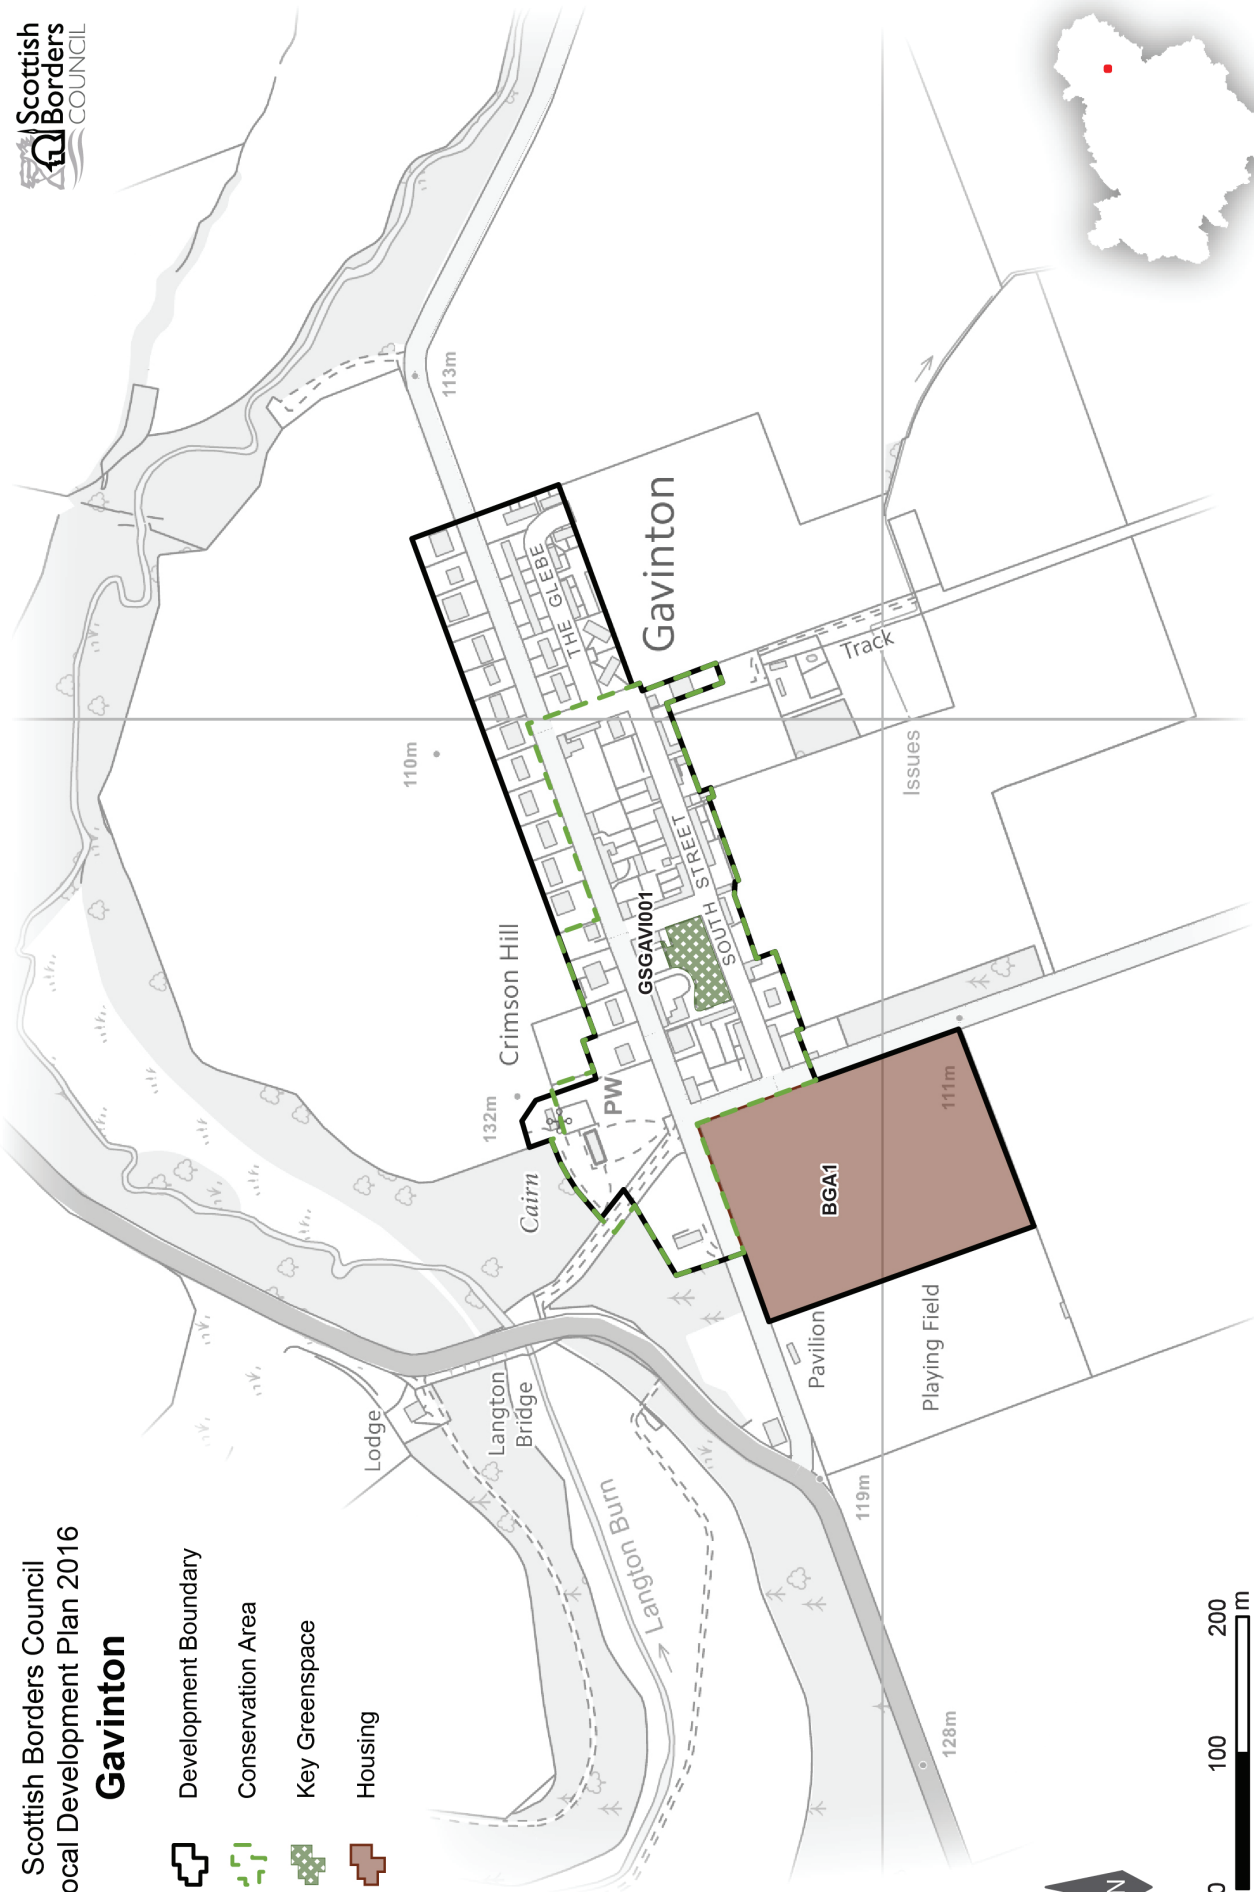 Scottish Borders Council
ocal Development Plan 2016
Gavinton
Development Boundary
Conservation Area
Key Greenspace
Housing
Scottish
Borders
COUNCIL
113m
110m
THE GLEBE
Gavinton
Track
Issues
Crimson Hill
132m
PW
Cairn
GSGAVI001
SOUTH STREET
BGA1
111m
Lodge
Langton
Bridge
Pavilion
Playing Field
Langton Burn
119m
128m
N
0 100 200
m